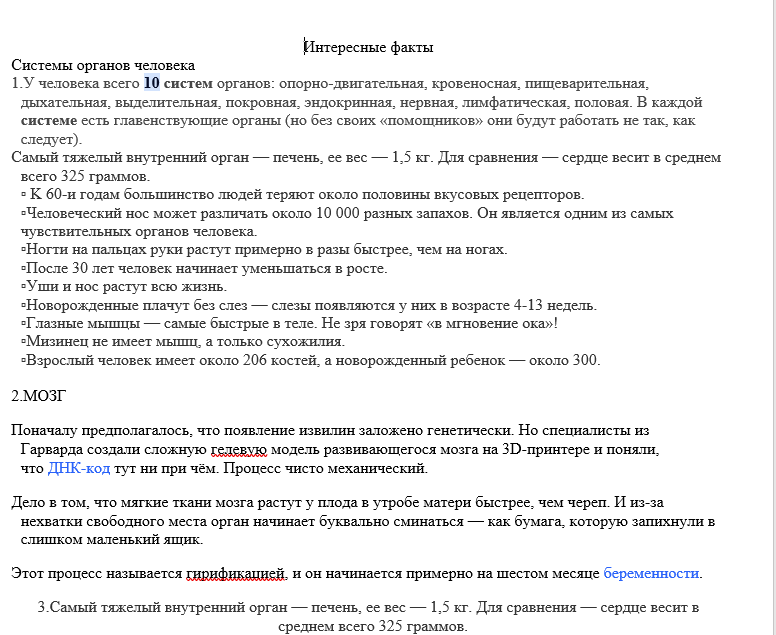 Интересные факты
Системы органов человека
1.У человека всего 10 систем органов: опорно-двигательная, кровеносная, пищеварительная,
дыхательная, выделительная, покровная, эндокринная, нервная, лимфатическая, половая. В каждой
системе есть главенствующие органы (но без своих «помощников» они будут работать не так, как
следует).
Самый тяжелый внутренний орган — печень, ее вес — 1,5 кг. Для сравнения — сердце весит в среднем
всего 325 граммов.
▫ К 60-и годам большинство людей теряют около половины вкусовых рецепторов.
▫Человеческий нос может различать около 10 000 разных запахов. Он является одним из самых
чувствительных органов человека.
▫Ногти на пальцах руки растут примерно в разы быстрее, чем на ногах.
▫После 30 лет человек начинает уменьшаться в росте.
▫Уши и нос растут всю жизнь.
▫Новорожденные плачут без слез — слезы появляются у них в возрасте 4-13 недель.
▫Глазные мышцы — самые быстрые в теле. Не зря говорят «в мгновение ока»!
▫Мизинец не имеет мышц, а только сухожилия.
▫Взрослый человек имеет около 206 костей, а новорожденный ребенок — около 300.
2.МОЗГ
Поначалу предполагалось, что появление извилин заложено генетически. Но специалисты из
Гарварда создали сложную гелевую модель развивающегося мозга на 3D-принтере и поняли,
что ДНК-код тут ни при чём. Процесс чисто механический.
Дело в том, что мягкие ткани мозга растут у плода в утробе матери быстрее, чем череп. И из-за
нехватки свободного места орган начинает буквально сминаться — как бумага, которую запихнули в
слишком маленький ящик.
Этот процесс называется гирификацией, и он начинается примерно на шестом месяце беременности.
3.Самый тяжелый внутренний орган — печень, ее вес — 1,5 кг. Для сравнения — сердце весит в
среднем всего 325 граммов.